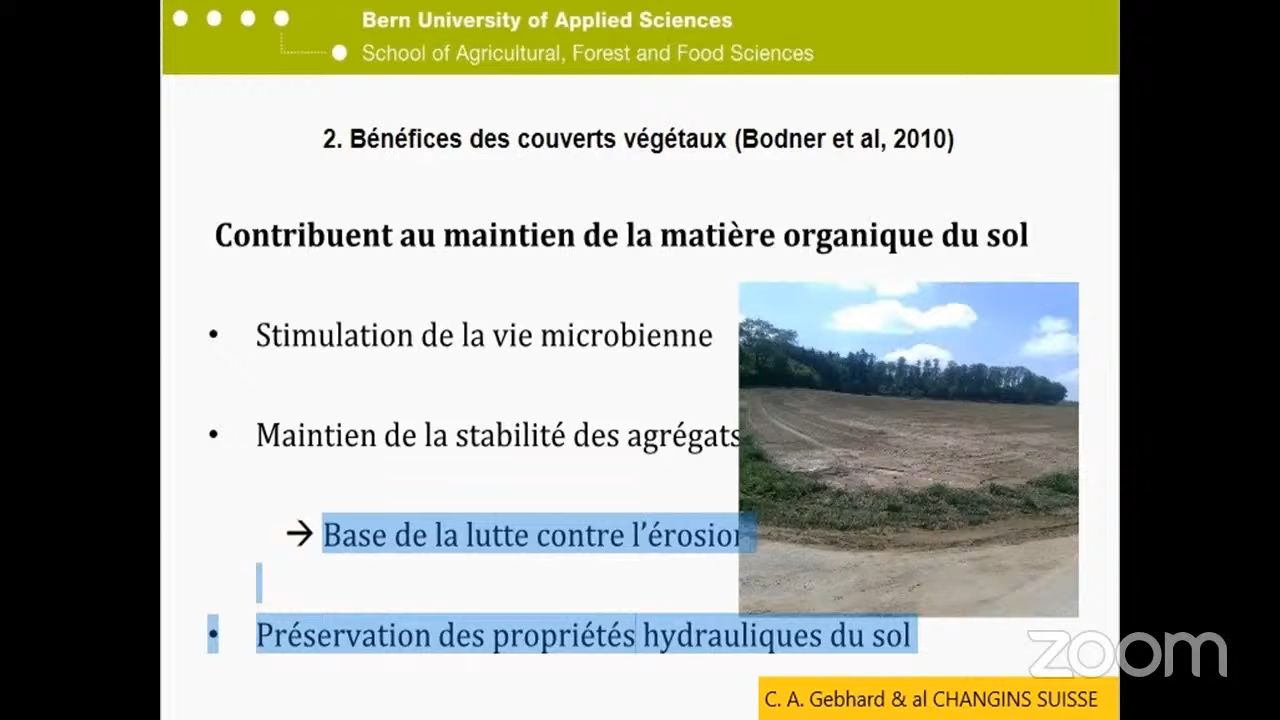 Bern University of Applied Sciences
School of Agricultural, Forest and Food Sciences
2. Bénéfices des couverts végétaux (Bodner et al, 2010)
Contribuent au maintien de la matière organique du sol
• Stimulation de la vie microbienne
• Maintien de la stabilité des agrégats
→ Base de la lutte contre l’érosion
• Préservation des propriétés hydrauliques du sol
zoom
C. A. Gebhard & al CHANGINS SUISSE